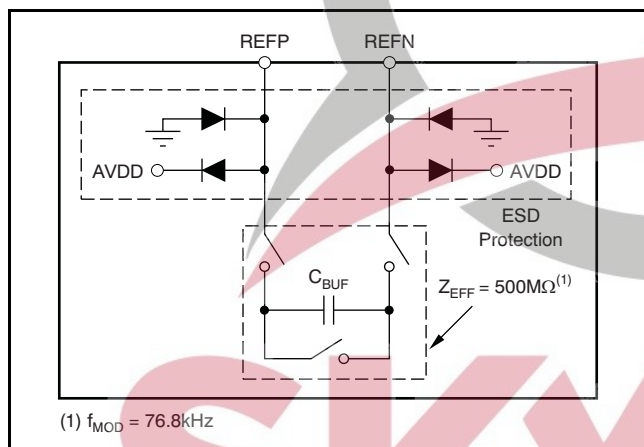 REFP REFN
AVDD AVDD
ESD
Protection
C_BUF
Z_EFF = 500MΩ(1)
(1) f_MOD = 76.8kHz